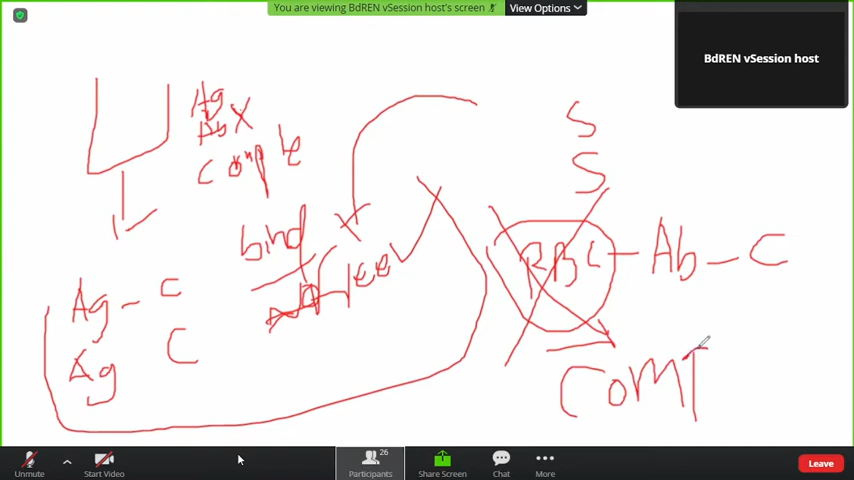 You are viewing BdREN vSession host's screen
View Options
BdREN vSession host
Ag
Ab X
Comple
S
S
bind
free
RBC - Ab - C
Ag - C
Ag C
Comp
Unmute
Start Video
Participants
26
Share Screen
Chat
More
Leave